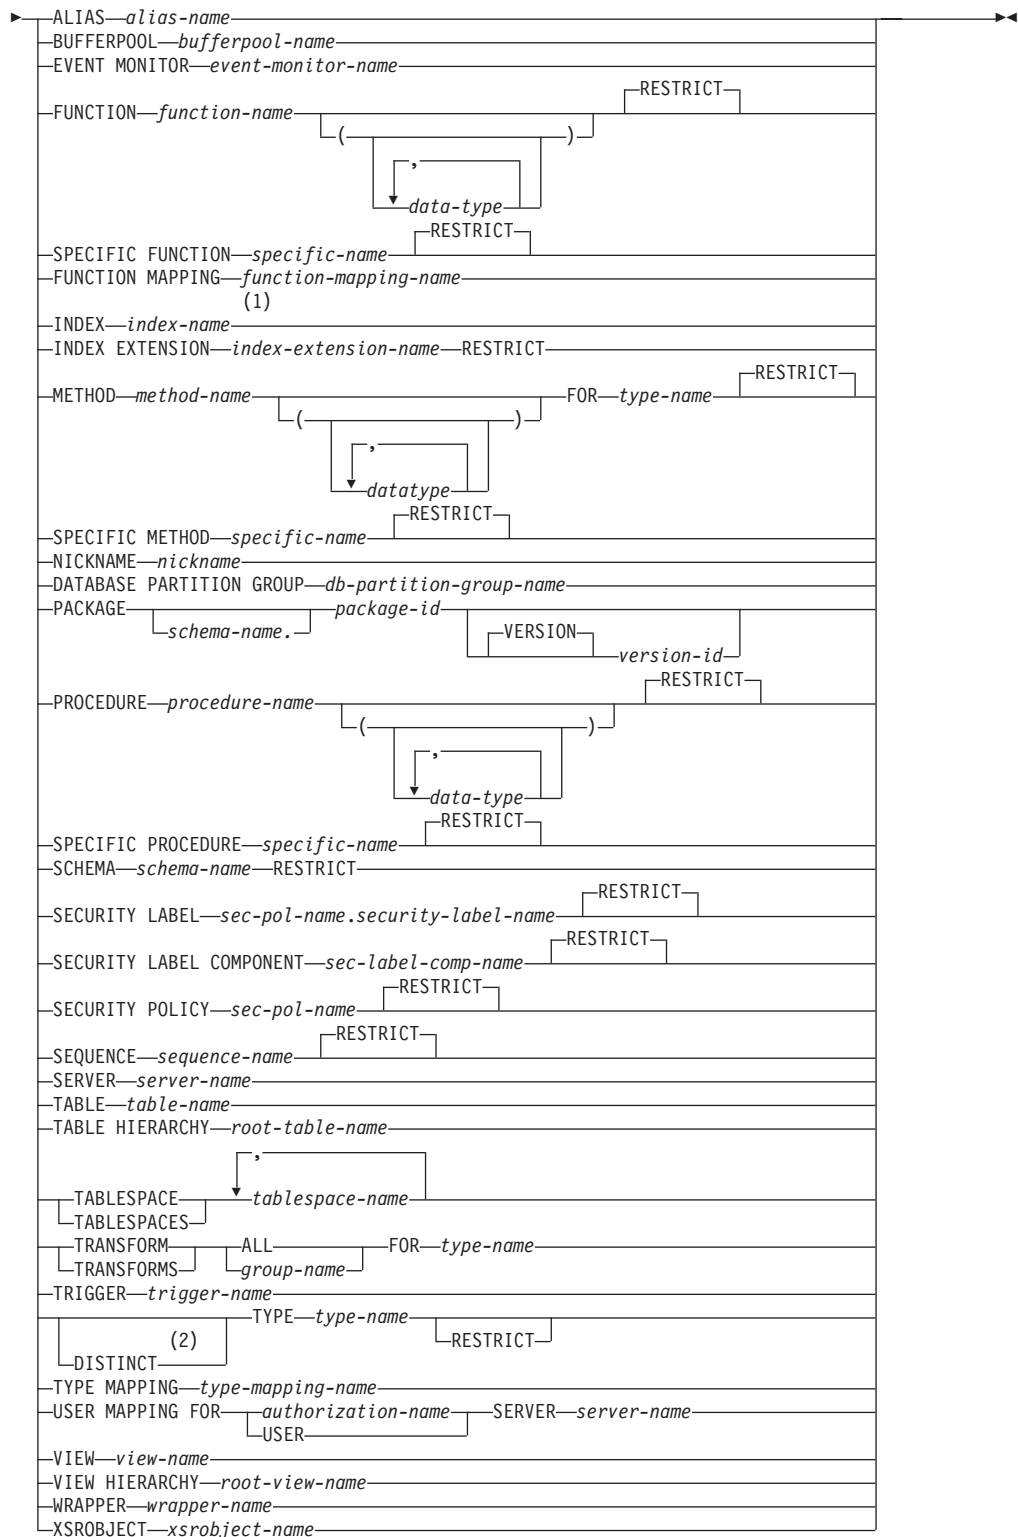 ALIAS alias-name
BUFFERPOOL bufferpool-name
EVENT MONITOR event-monitor-name
RESTRICT
FUNCTION function-name
( )
,
data-type
RESTRICT
SPECIFIC FUNCTION specific-name
FUNCTION MAPPING function-mapping-name
(1)
INDEX index-name
INDEX EXTENSION index-extension-name RESTRICT
RESTRICT
METHOD method-name FOR type-name
( )
,
datatype
RESTRICT
SPECIFIC METHOD specific-name
NICKNAME nickname
DATABASE PARTITION GROUP db-partition-group-name
PACKAGE package-id
schema-name. VERSION
version-id
RESTRICT
PROCEDURE procedure-name
( )
,
data-type
RESTRICT
SPECIFIC PROCEDURE specific-name
SCHEMA schema-name RESTRICT
RESTRICT
SECURITY LABEL sec-pol-name.security-label-name
RESTRICT
SECURITY LABEL COMPONENT sec-label-comp-name
RESTRICT
SECURITY POLICY sec-pol-name
RESTRICT
SEQUENCE sequence-name
SERVER server-name
TABLE table-name
TABLE HIERARCHY root-table-name
,
TABLESPACE tablespace-name
TABLESPACES
TRANSFORM ALL FOR type-name
TRANSFORMS group-name
TRIGGER trigger-name
TYPE type-name
(2) RESTRICT
DISTINCT
TYPE MAPPING type-mapping-name
USER MAPPING FOR authorization-name SERVER server-name
USER
VIEW view-name
VIEW HIERARCHY root-view-name
WRAPPER wrapper-name
XSROBJECT xsrobject-name